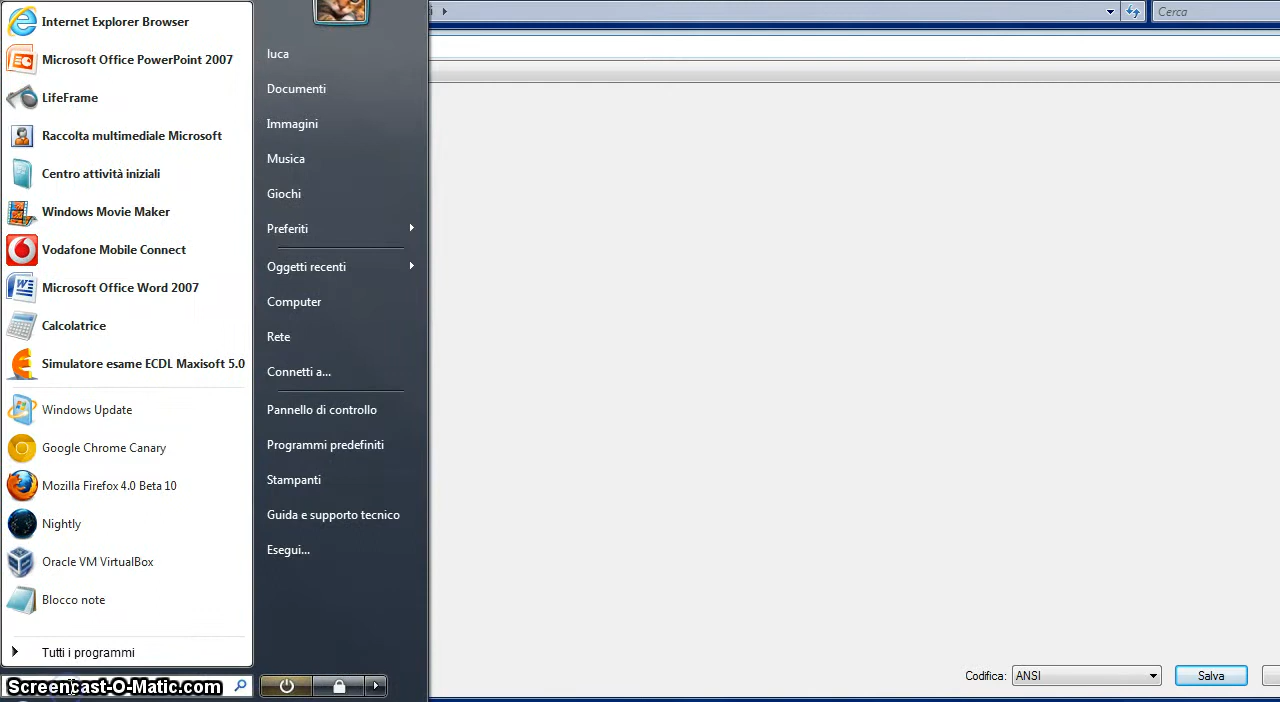 Internet Explorer Browser
Microsoft Office PowerPoint 2007
LifeFrame
Raccolta multimediale Microsoft
Centro attività iniziali
Windows Movie Maker
Vodafone Mobile Connect
Microsoft Office Word 2007
Calcolatrice
Simulatore esame ECDL Maxisoft 5.0
Windows Update
Google Chrome Canary
Mozilla Firefox 4.0 Beta 10
Nightly
Oracle VM VirtualBox
Blocco note
Tutti i programmi
Screencast-O-Matic.com
luca
Documenti
Immagini
Musica
Giochi
Preferiti
Oggetti recenti
Computer
Rete
Connetti a...
Pannello di controllo
Programmi predefiniti
Stampanti
Guida e supporto tecnico
Esegui...
Cerca
Codifica: ANSI
Salva